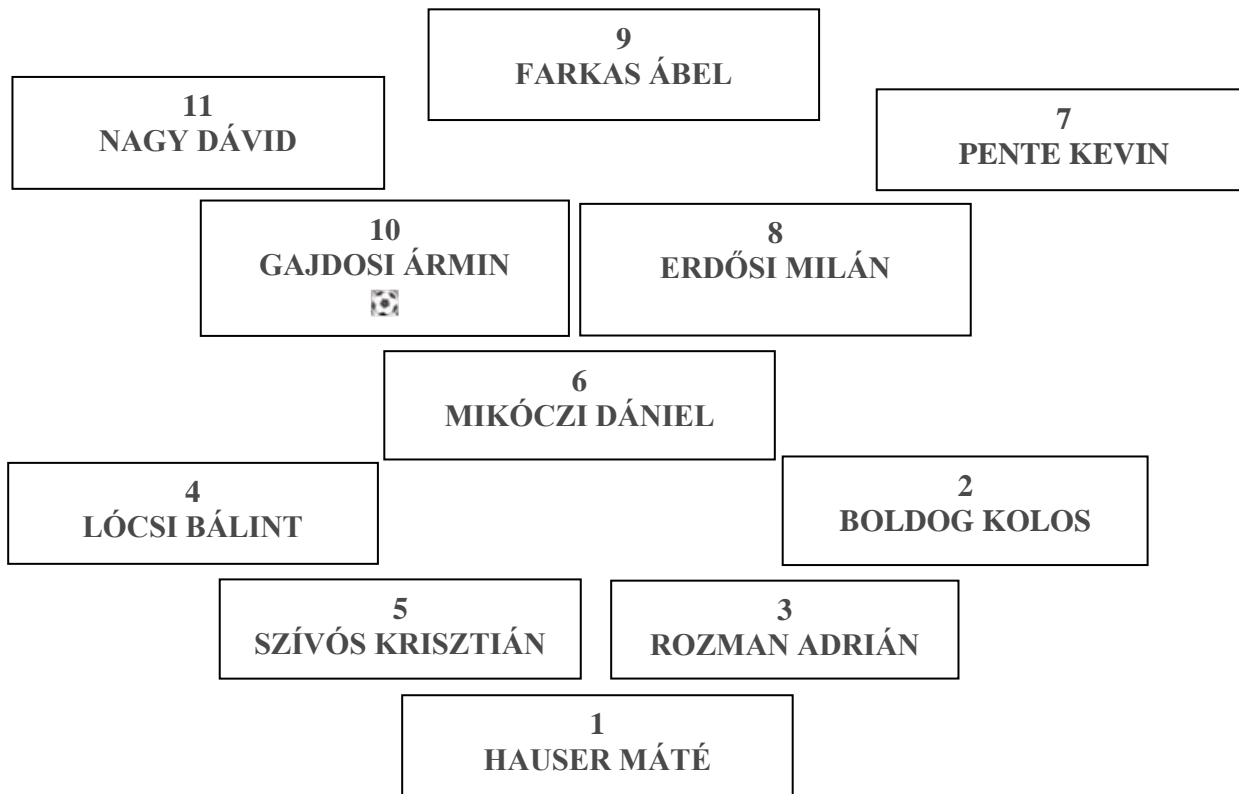 9
FARKAS ÁBEL
11
NAGY DÁVID
7
PENTE KEVIN
10
GAJDOSI ÁRMIN
8
ERDŐSI MILÁN
6
MIKÓCZI DÁNIEL
4
LÓCSI BÁLINT
2
BOLDOG KOLOS
5
SZÍVÓS KRISZTIÁN
3
ROZMAN ADRIÁN
1
HAUSER MÁTÉ